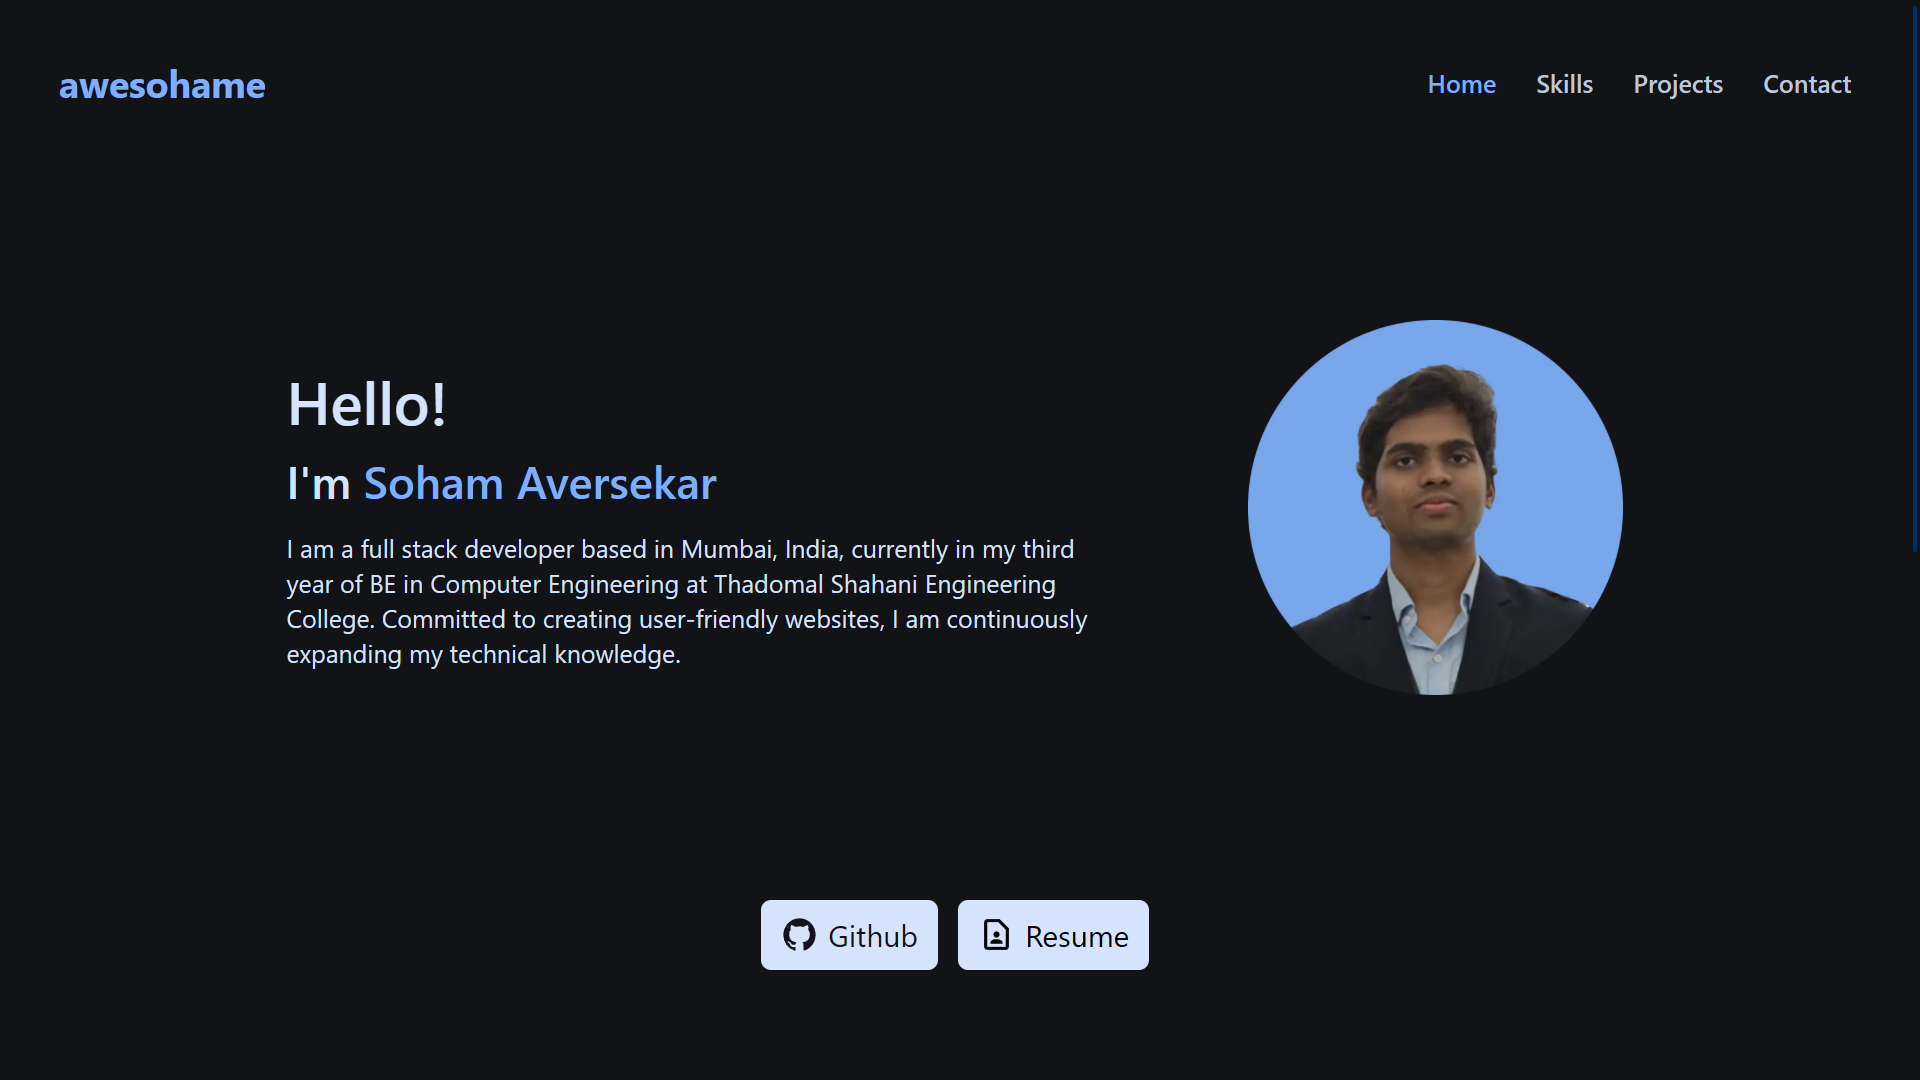 awesohame
Home Skills Projects Contact
Hello!
I'm Soham Aversekar
I am a full stack developer based in Mumbai, India, currently in my third
year of BE in Computer Engineering at Thadomal Shahani Engineering
College. Committed to creating user-friendly websites, I am continuously
expanding my technical knowledge.
Github
Resume